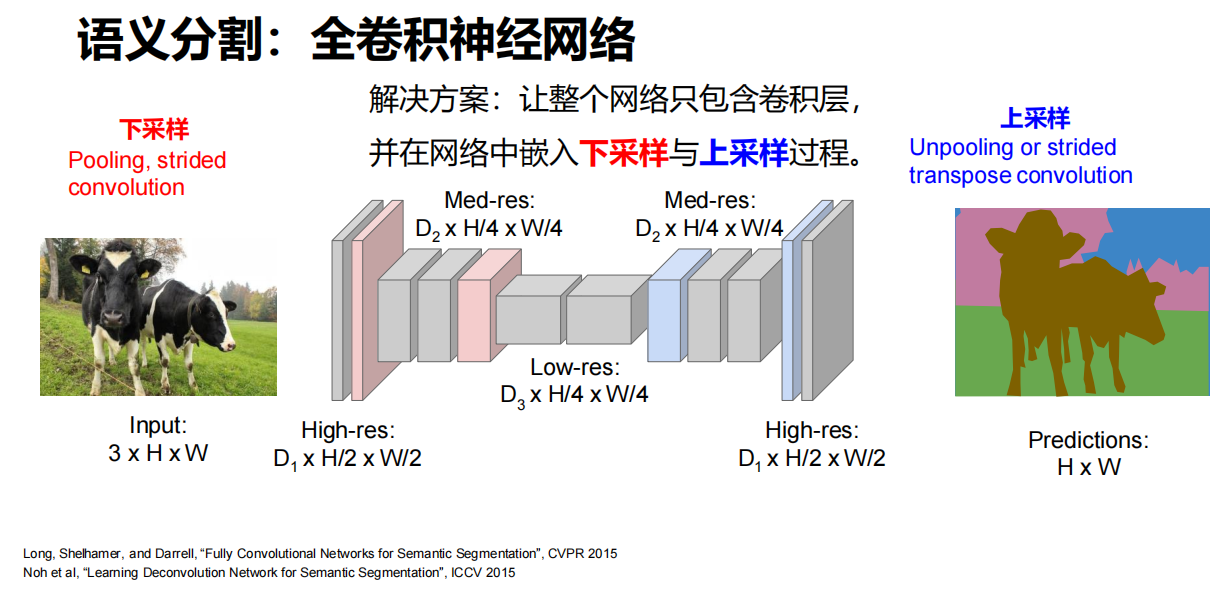 语义分割：全卷积神经网络
解决方案：让整个网络只包含卷积层，
并在网络中嵌入下采样与上采样过程。
下采样
Pooling, strided
convolution
上采样
Unpooling or strided
transpose convolution
Med-res:
D2 x H/4 x W/4
Med-res:
D2 x H/4 x W/4
Low-res:
D3 x H/4 x W/4
Input:
3 x H x W
High-res:
D1 x H/2 x W/2
High-res:
D1 x H/2 x W/2
Predictions:
H x W
Long, Shelhamer, and Darrell, “Fully Convolutional Networks for Semantic Segmentation”, CVPR 2015
Noh et al, “Learning Deconvolution Network for Semantic Segmentation”, ICCV 2015